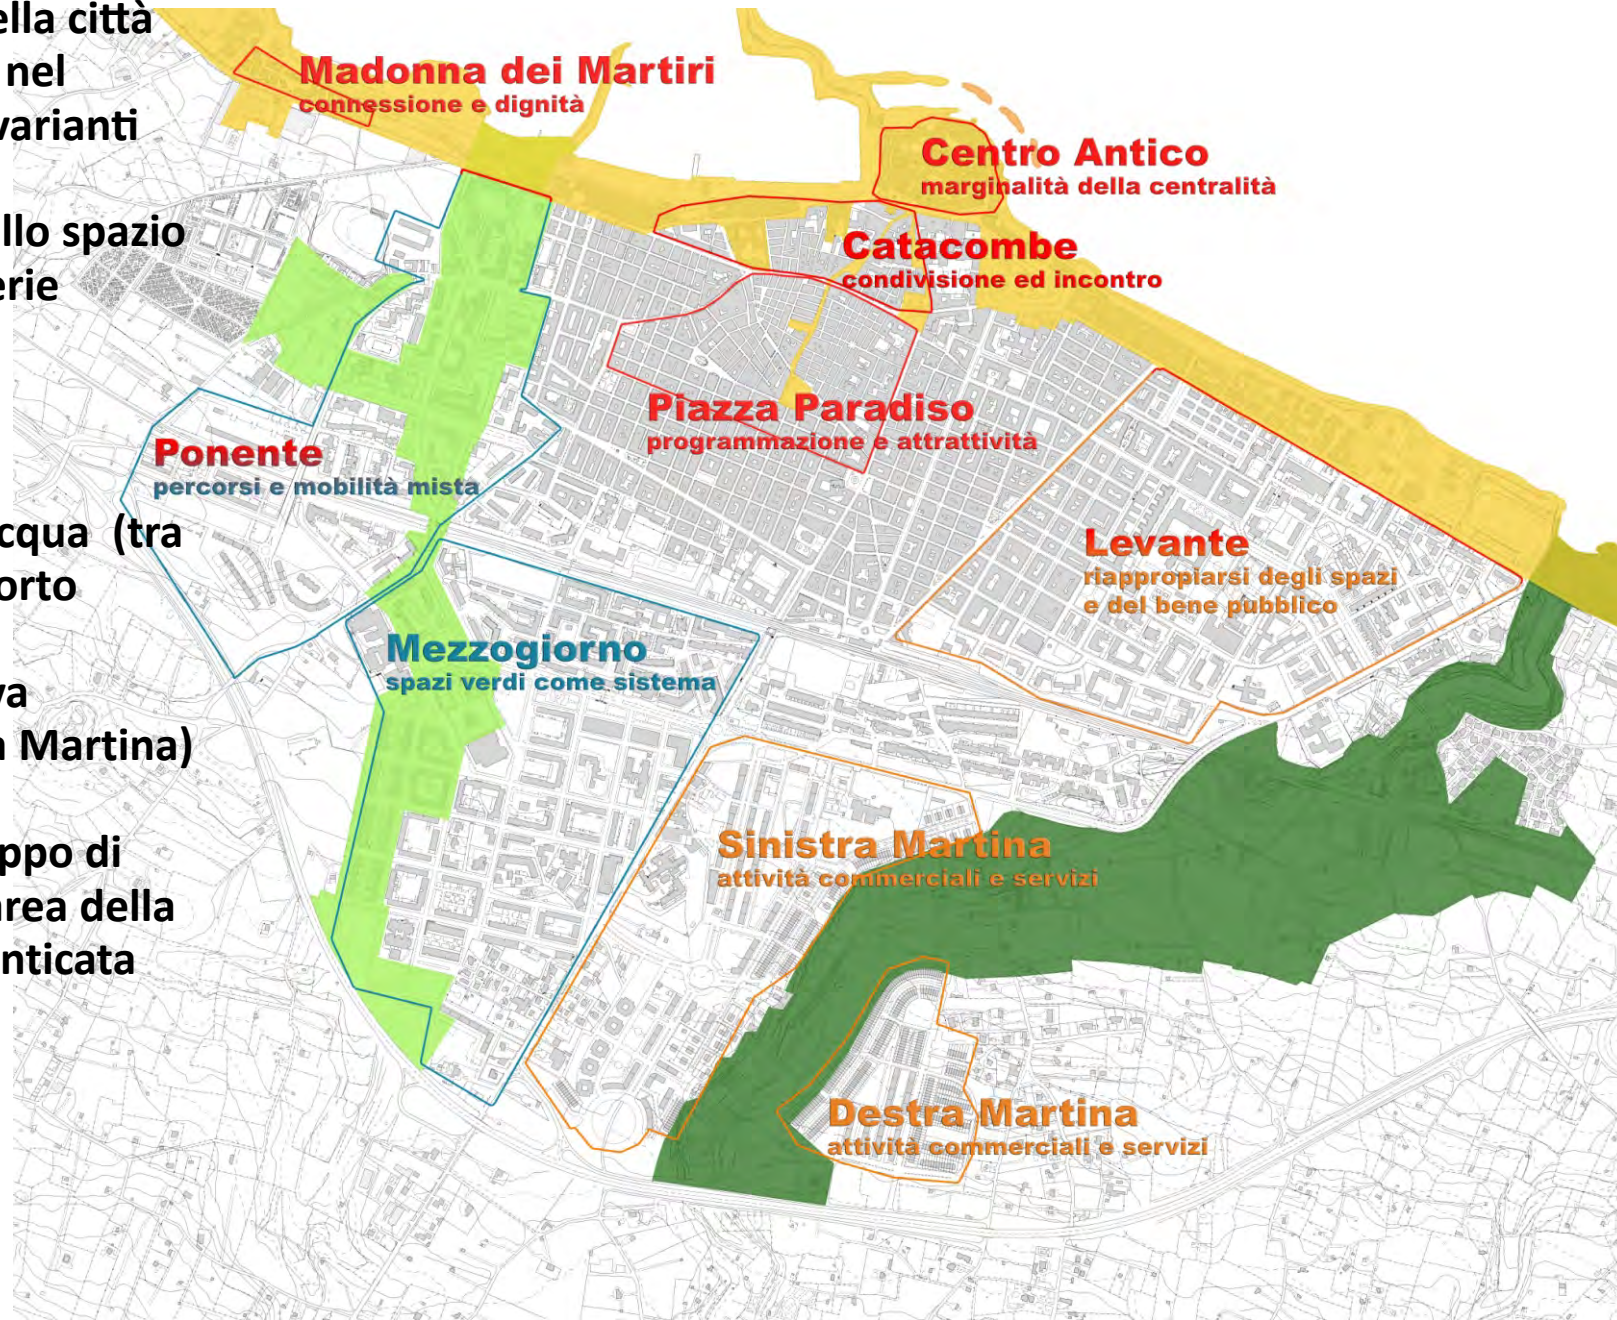 ella città
nel
varianti
llo spazio
erie
cqua (tra
orto
va
a Martina)
ppo di
area della
enticata
Madonna dei Martiri
connessione e dignità
Centro Antico
marginalità della centralità
Catacombe
condivisione ed incontro
Piazza Paradiso
programmazione e attrattività
Ponente
percorsi e mobilità mista
Levante
riappropiarsi degli spazi
e del bene pubblico
Mezzogiorno
spazi verdi come sistema
Sinistra Martina
attività commerciali e servizi
Destra Martina
attività commerciali e servizi